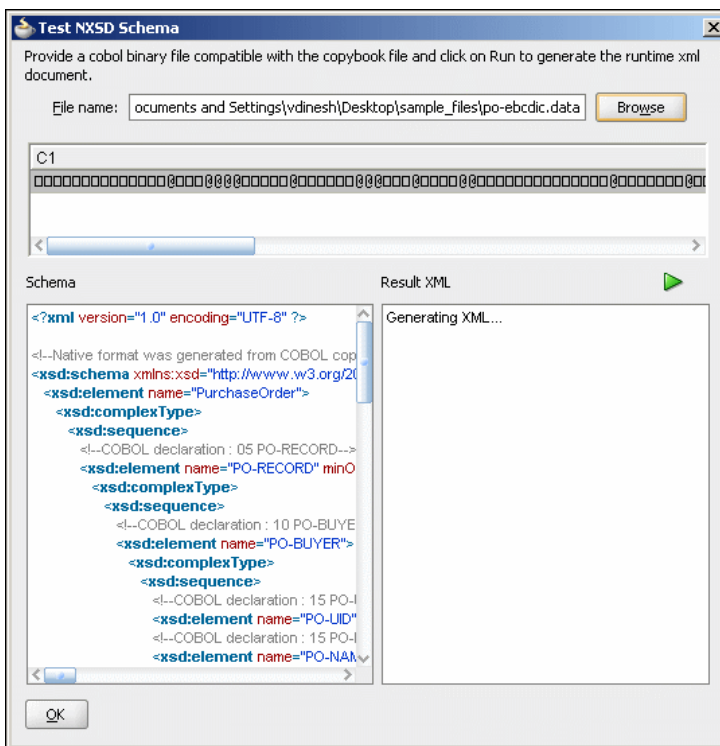 Test NXSD Schema
Provide a cobol binary file compatible with the copybook file and click on Run to generate the runtime xml
document.
File name: ocuments and Settings\vdinesh\Desktop\sample_files\po-ebcdic.data Browse
C1
Schema Result XML
<?xml version="1.0" encoding="UTF-8" ?> Generating XML...
<!--Native format was generated from COBOL cop
<xsd:schema xmlns:xsd="http://www.w3.org/20
<xsd:element name="PurchaseOrder">
<xsd:complexType>
<xsd:sequence>
<!--COBOL declaration : 05 PO-RECORD-->
<xsd:element name="PO-RECORD" minO
<xsd:complexType>
<xsd:sequence>
<!--COBOL declaration : 10 PO-BUYE
<xsd:element name="PO-BUYER">
<xsd:complexType>
<xsd:sequence>
<!--COBOL declaration : 15 PO-
<xsd:element name="PO-UID"
<!--COBOL declaration : 15 PO-
<xsd:element name="PO-NAM
OK